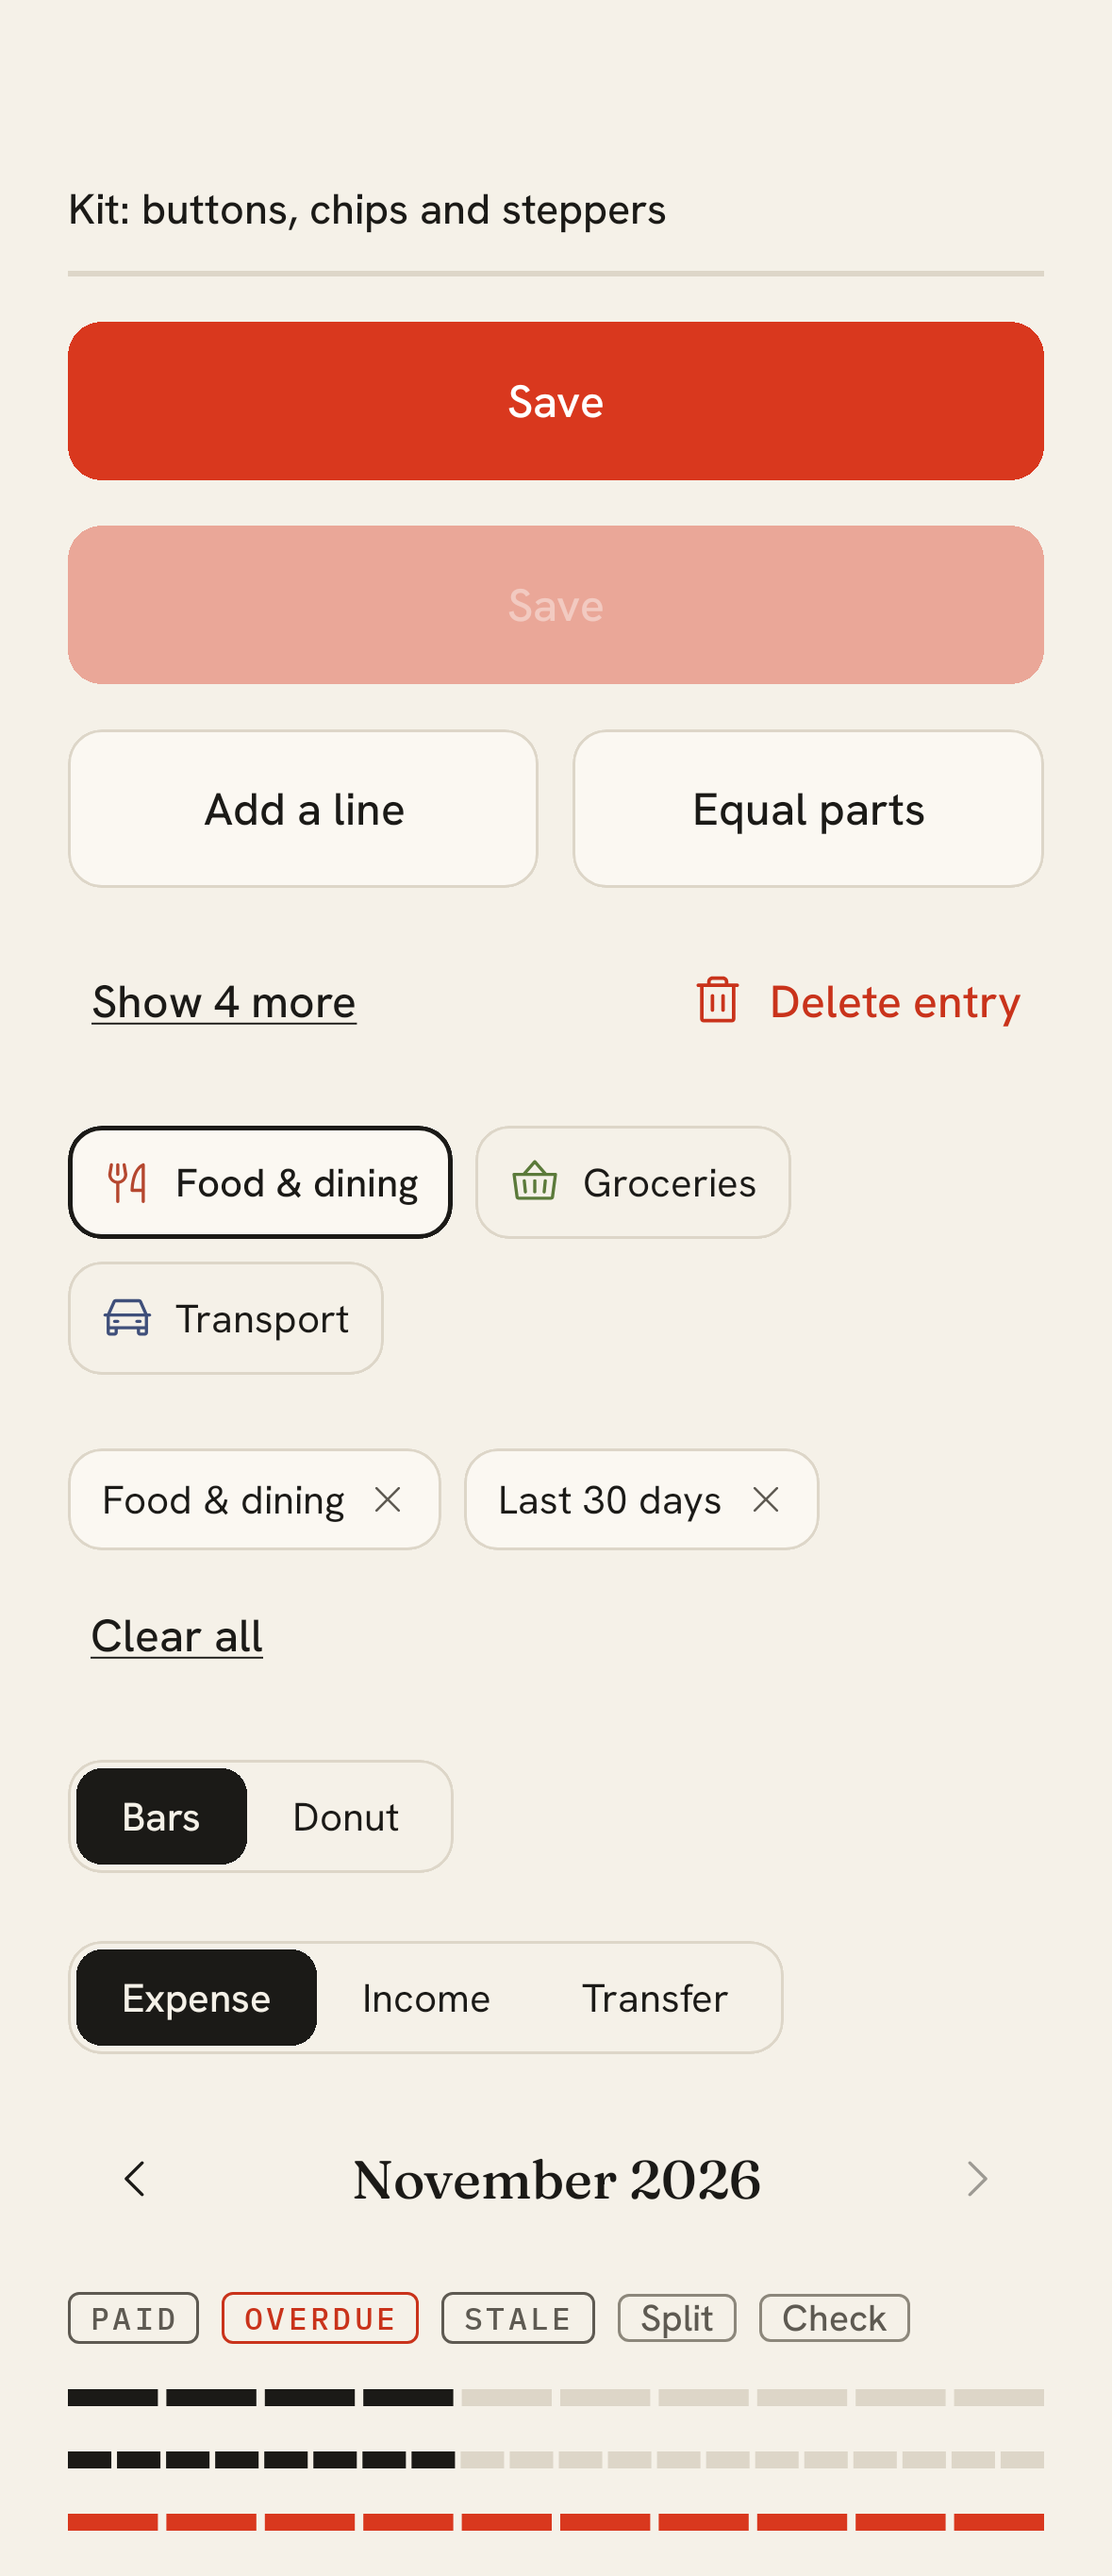 Kit: buttons, chips and steppers
Save
Save
Add a line Equal parts
Show 4 more Delete entry
Food & dining Groceries
Transport
Food & dining Last 30 days
Clear all
Bars Donut
Expense Income Transfer
November 2026
PAID OVERDUE STALE Split Check